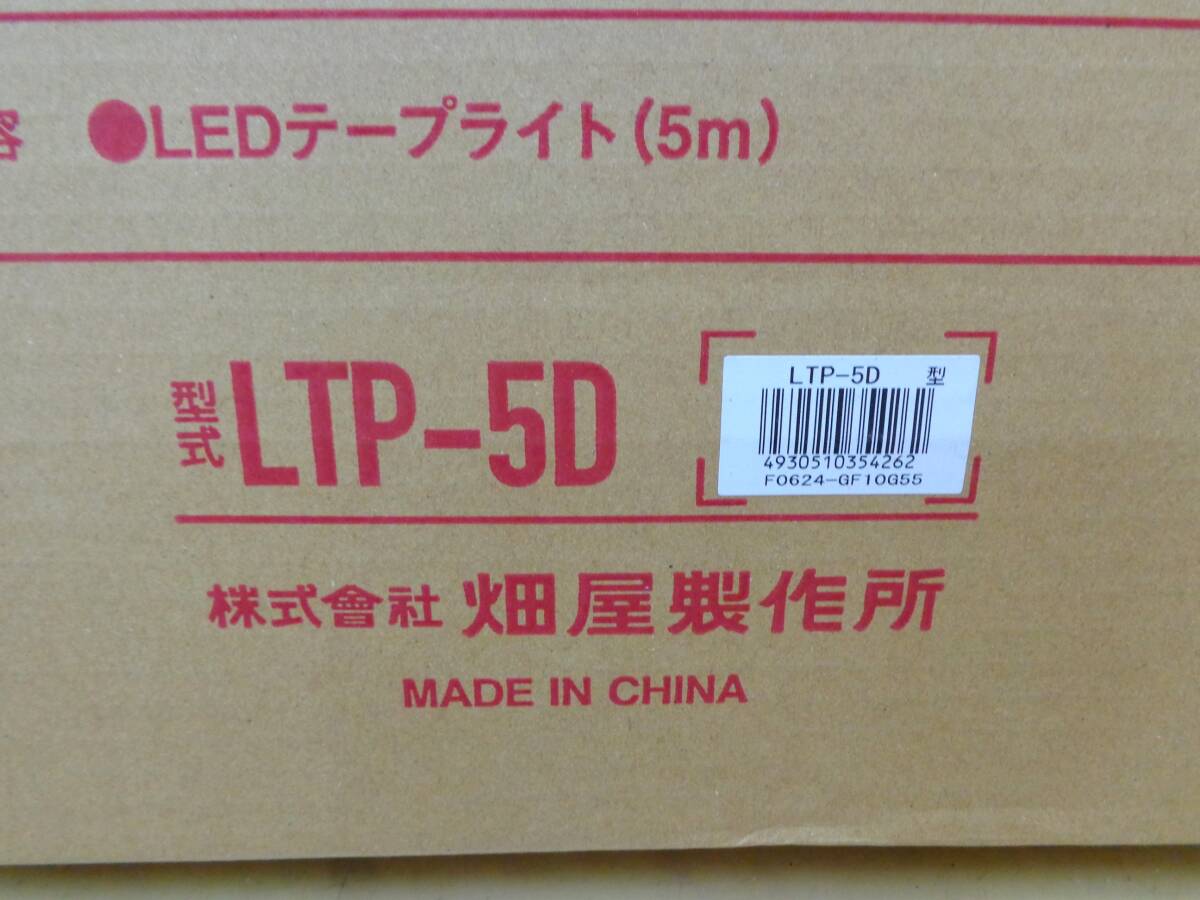 容 ●LEDテープライト(5m)
型式 LTP-5D
LTP-5D 型
4930510354262
F0624-GF10G55
株式會社 畑屋製作所
MADE IN CHINA